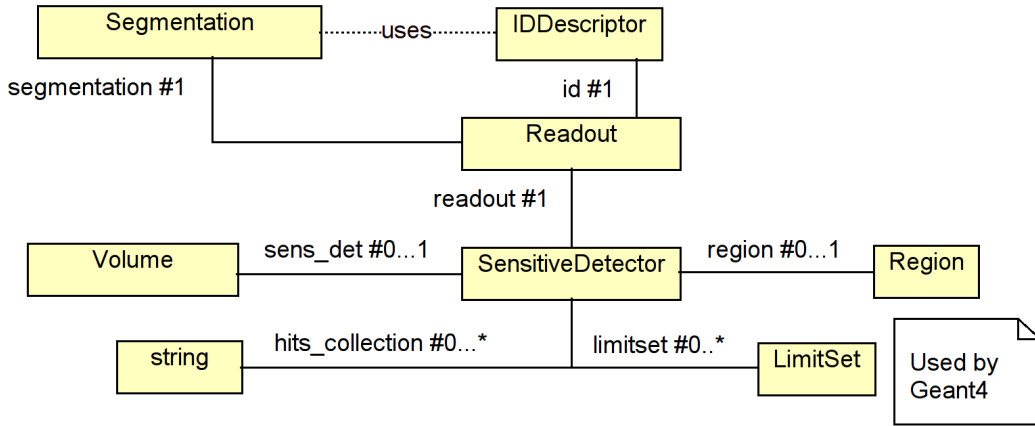 Segmentation
uses
IDDescriptor
segmentation #1
id #1
Readout
readout #1
Volume
sens_det #0...1
SensitiveDetector
region #0...1
Region
string
hits_collection #0...*
limitset #0..*
LimitSet
Used by
Geant4